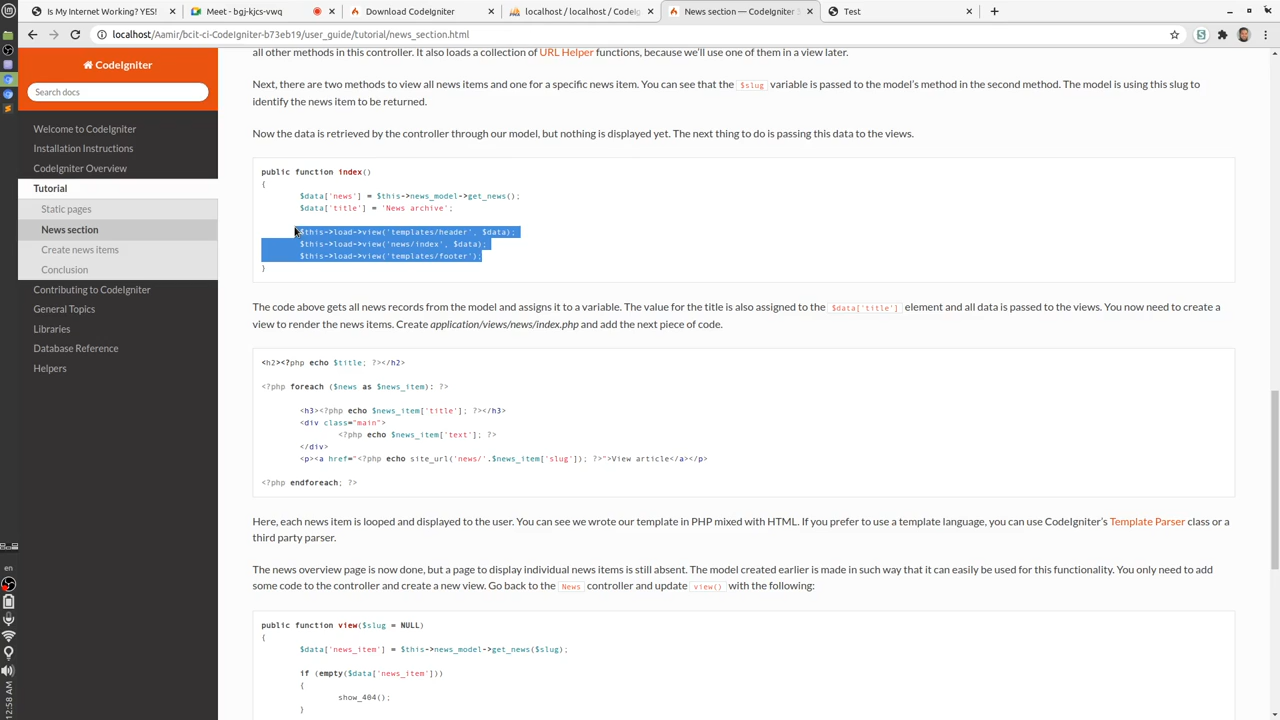 Is My Internet Working? YES!
Meet - bgj-kjcs-vwq
Download CodeIgniter
localhost / localhost / CodeIg
News section — CodeIgniter 3
Test
localhost/Aamir/bcit-ci-CodeIgniter-b73eb19/user_guide/tutorial/news_section.html
CodeIgniter
Search docs
Welcome to CodeIgniter
Installation Instructions
CodeIgniter Overview
Tutorial
Static pages
News section
Create news items
Conclusion
Contributing to CodeIgniter
General Topics
Libraries
Database Reference
Helpers
en
12:58 AM
all other methods in this controller. It also loads a collection of URL Helper functions, because we'll use one of them in a view later.
Next, there are two methods to view all news items and one for a specific news item. You can see that the $slug variable is passed to the model's method in the second method. The model is using this slug to
identify the news item to be returned.
Now the data is retrieved by the controller through our model, but nothing is displayed yet. The next thing to do is passing this data to the views.
public function index()
{
$data['news'] = $this->news_model->get_news();
$data['title'] = 'News archive';
$this->load->view('templates/header', $data);
$this->load->view('news/index', $data);
$this->load->view('templates/footer');
}
The code above gets all news records from the model and assigns it to a variable. The value for the title is also assigned to the $data['title'] element and all data is passed to the views. You now need to create a
view to render the news items. Create application/views/news/index.php and add the next piece of code.
<h2><?php echo $title; ?></h2>
<?php foreach ($news as $news_item): ?>
<h3><?php echo $news_item['title']; ?></h3>
<div class="main">
<?php echo $news_item['text']; ?>
</div>
<p><a href="<?php echo site_url('news/'.$news_item['slug']); ?>">View article</a></p>
<?php endforeach; ?>
Here, each news item is looped and displayed to the user. You can see we wrote our template in PHP mixed with HTML. If you prefer to use a template language, you can use CodeIgniter's Template Parser class or a
third party parser.
The news overview page is now done, but a page to display individual news items is still absent. The model created earlier is made in such way that it can easily be used for this functionality. You only need to add
some code to the controller and create a new view. Go back to the News controller and update view() with the following:
public function view($slug = NULL)
{
$data['news_item'] = $this->news_model->get_news($slug);
if (empty($data['news_item']))
{
show_404();
}